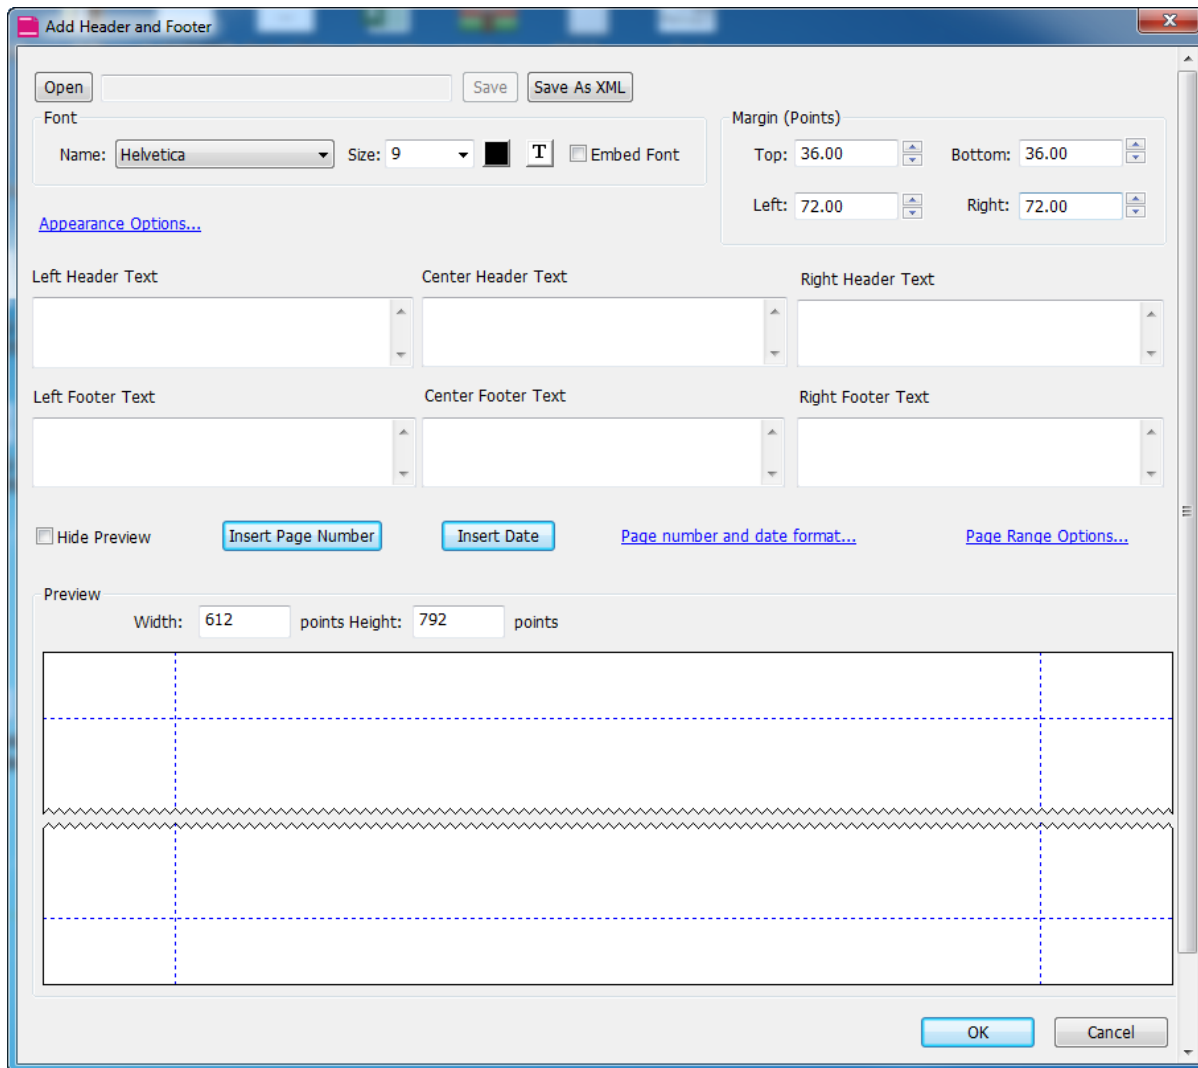 Add Header and Footer
Open Save Save As XML
Font
Name: Helvetica Size: 9 T Embed Font
Margin (Points)
Top: 36.00 Bottom: 36.00
Left: 72.00 Right: 72.00
Appearance Options...
Left Header Text Center Header Text Right Header Text
Left Footer Text Center Footer Text Right Footer Text
Hide Preview Insert Page Number Insert Date Page number and date format... Page Range Options...
Preview
Width: 612 points Height: 792 points
OK Cancel